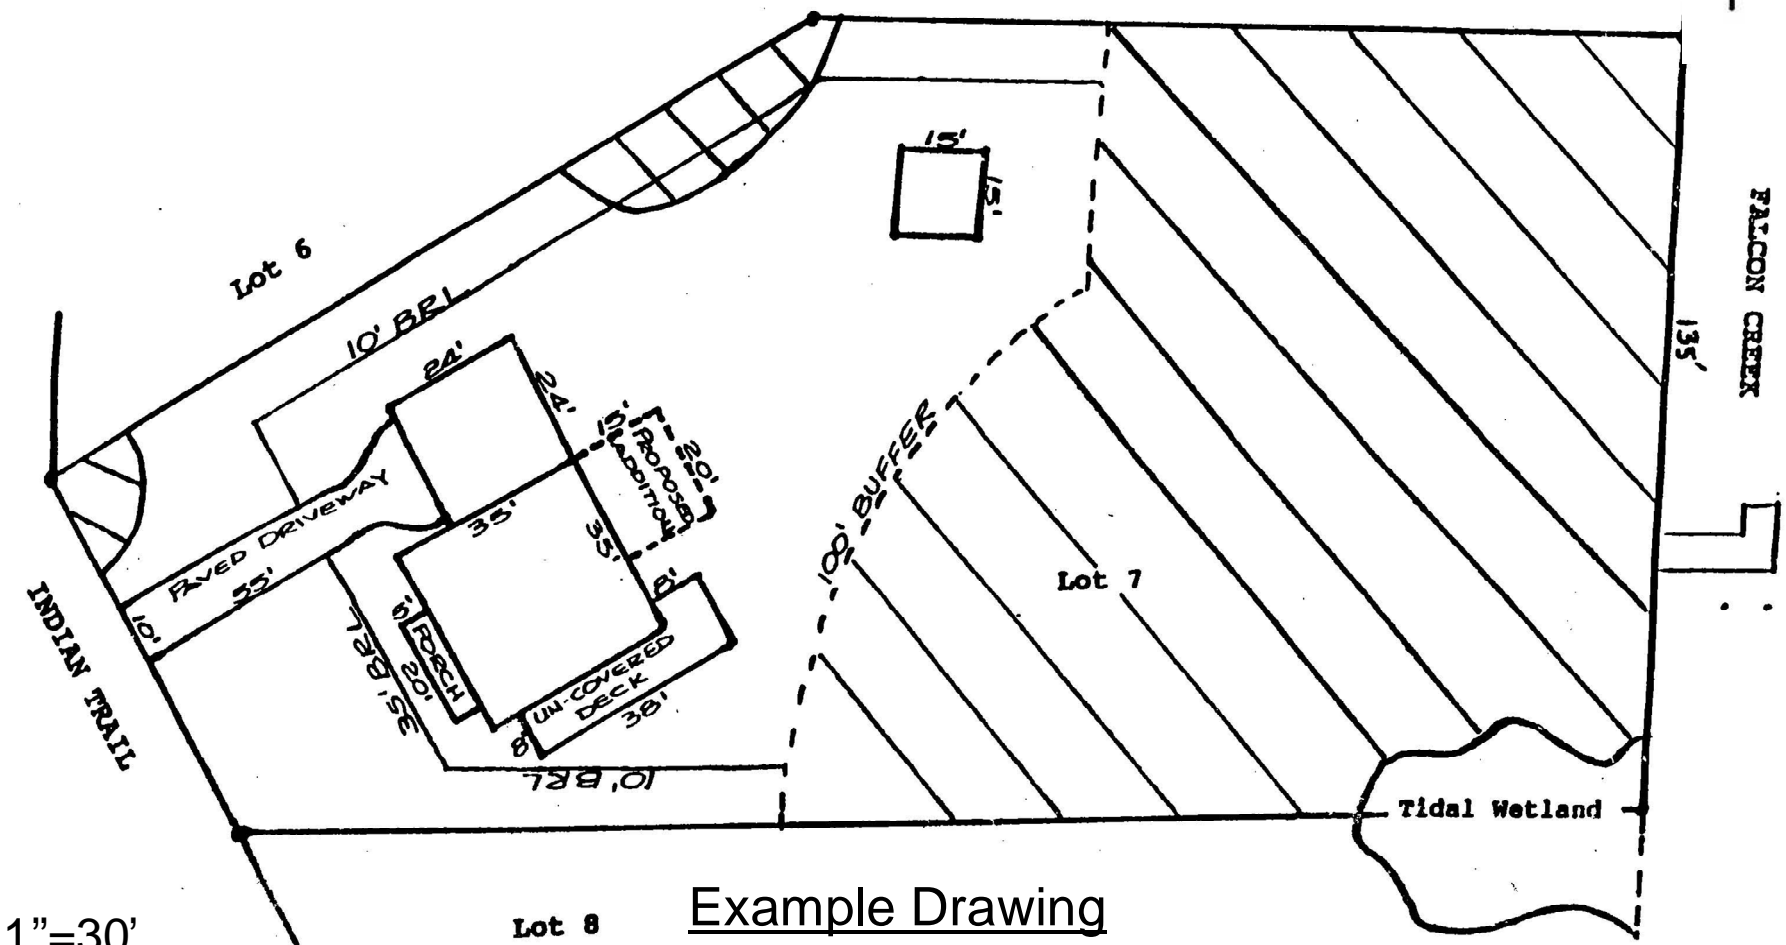 15'
15'
FALCON CREEK
135'
Lot 6
10' BRL
24'
24'
5'
PROPOSED
ADDITION
20'
100' BUFFER
35'
35'
PAVED DRIVEWAY
55'
10'
INDIAN TRAIL
35' BRL
PORCH
20'
8'
UN-COVERED
DECK
38'
8'
10' BRL
Lot 7
Tidal Wetland
Example Drawing
Lot 8
1”=30’